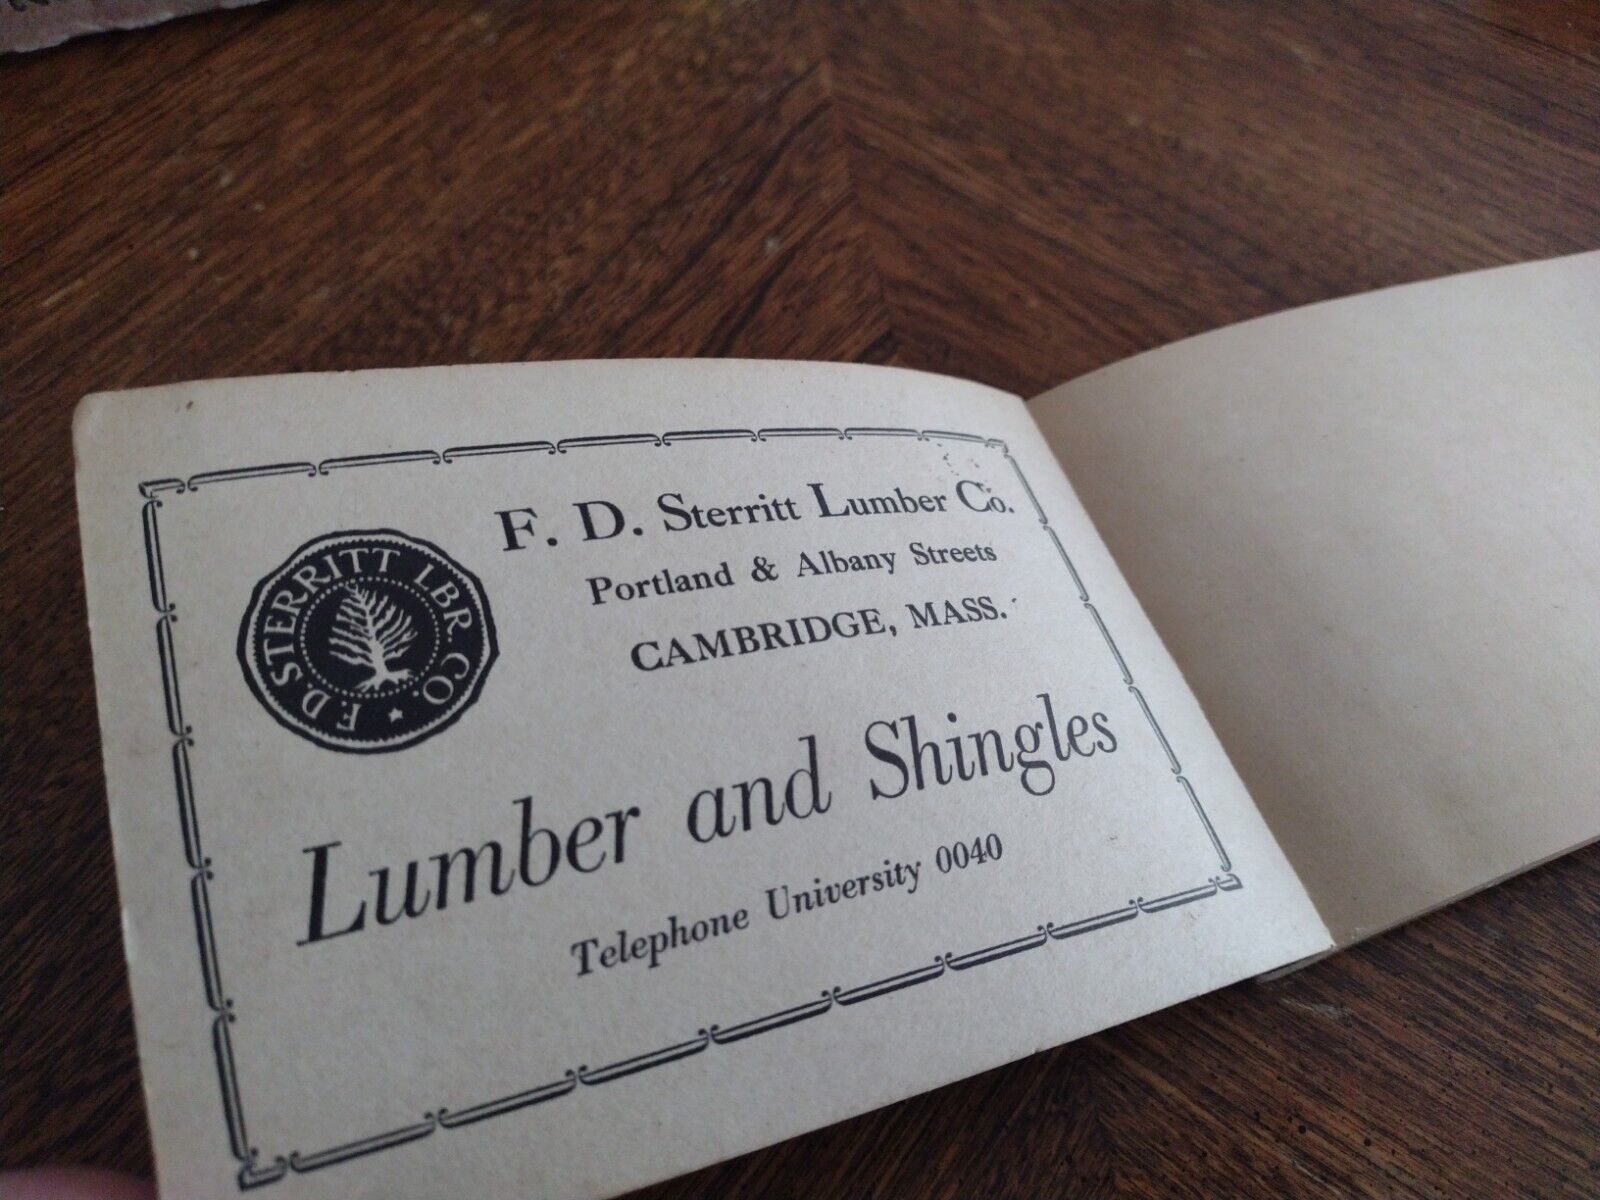 F. D. STERRITT LBR. CO.
F. D. Sterritt Lumber Co.
Portland & Albany Streets
CAMBRIDGE, MASS.
Lumber and Shingles
Telephone University 0040